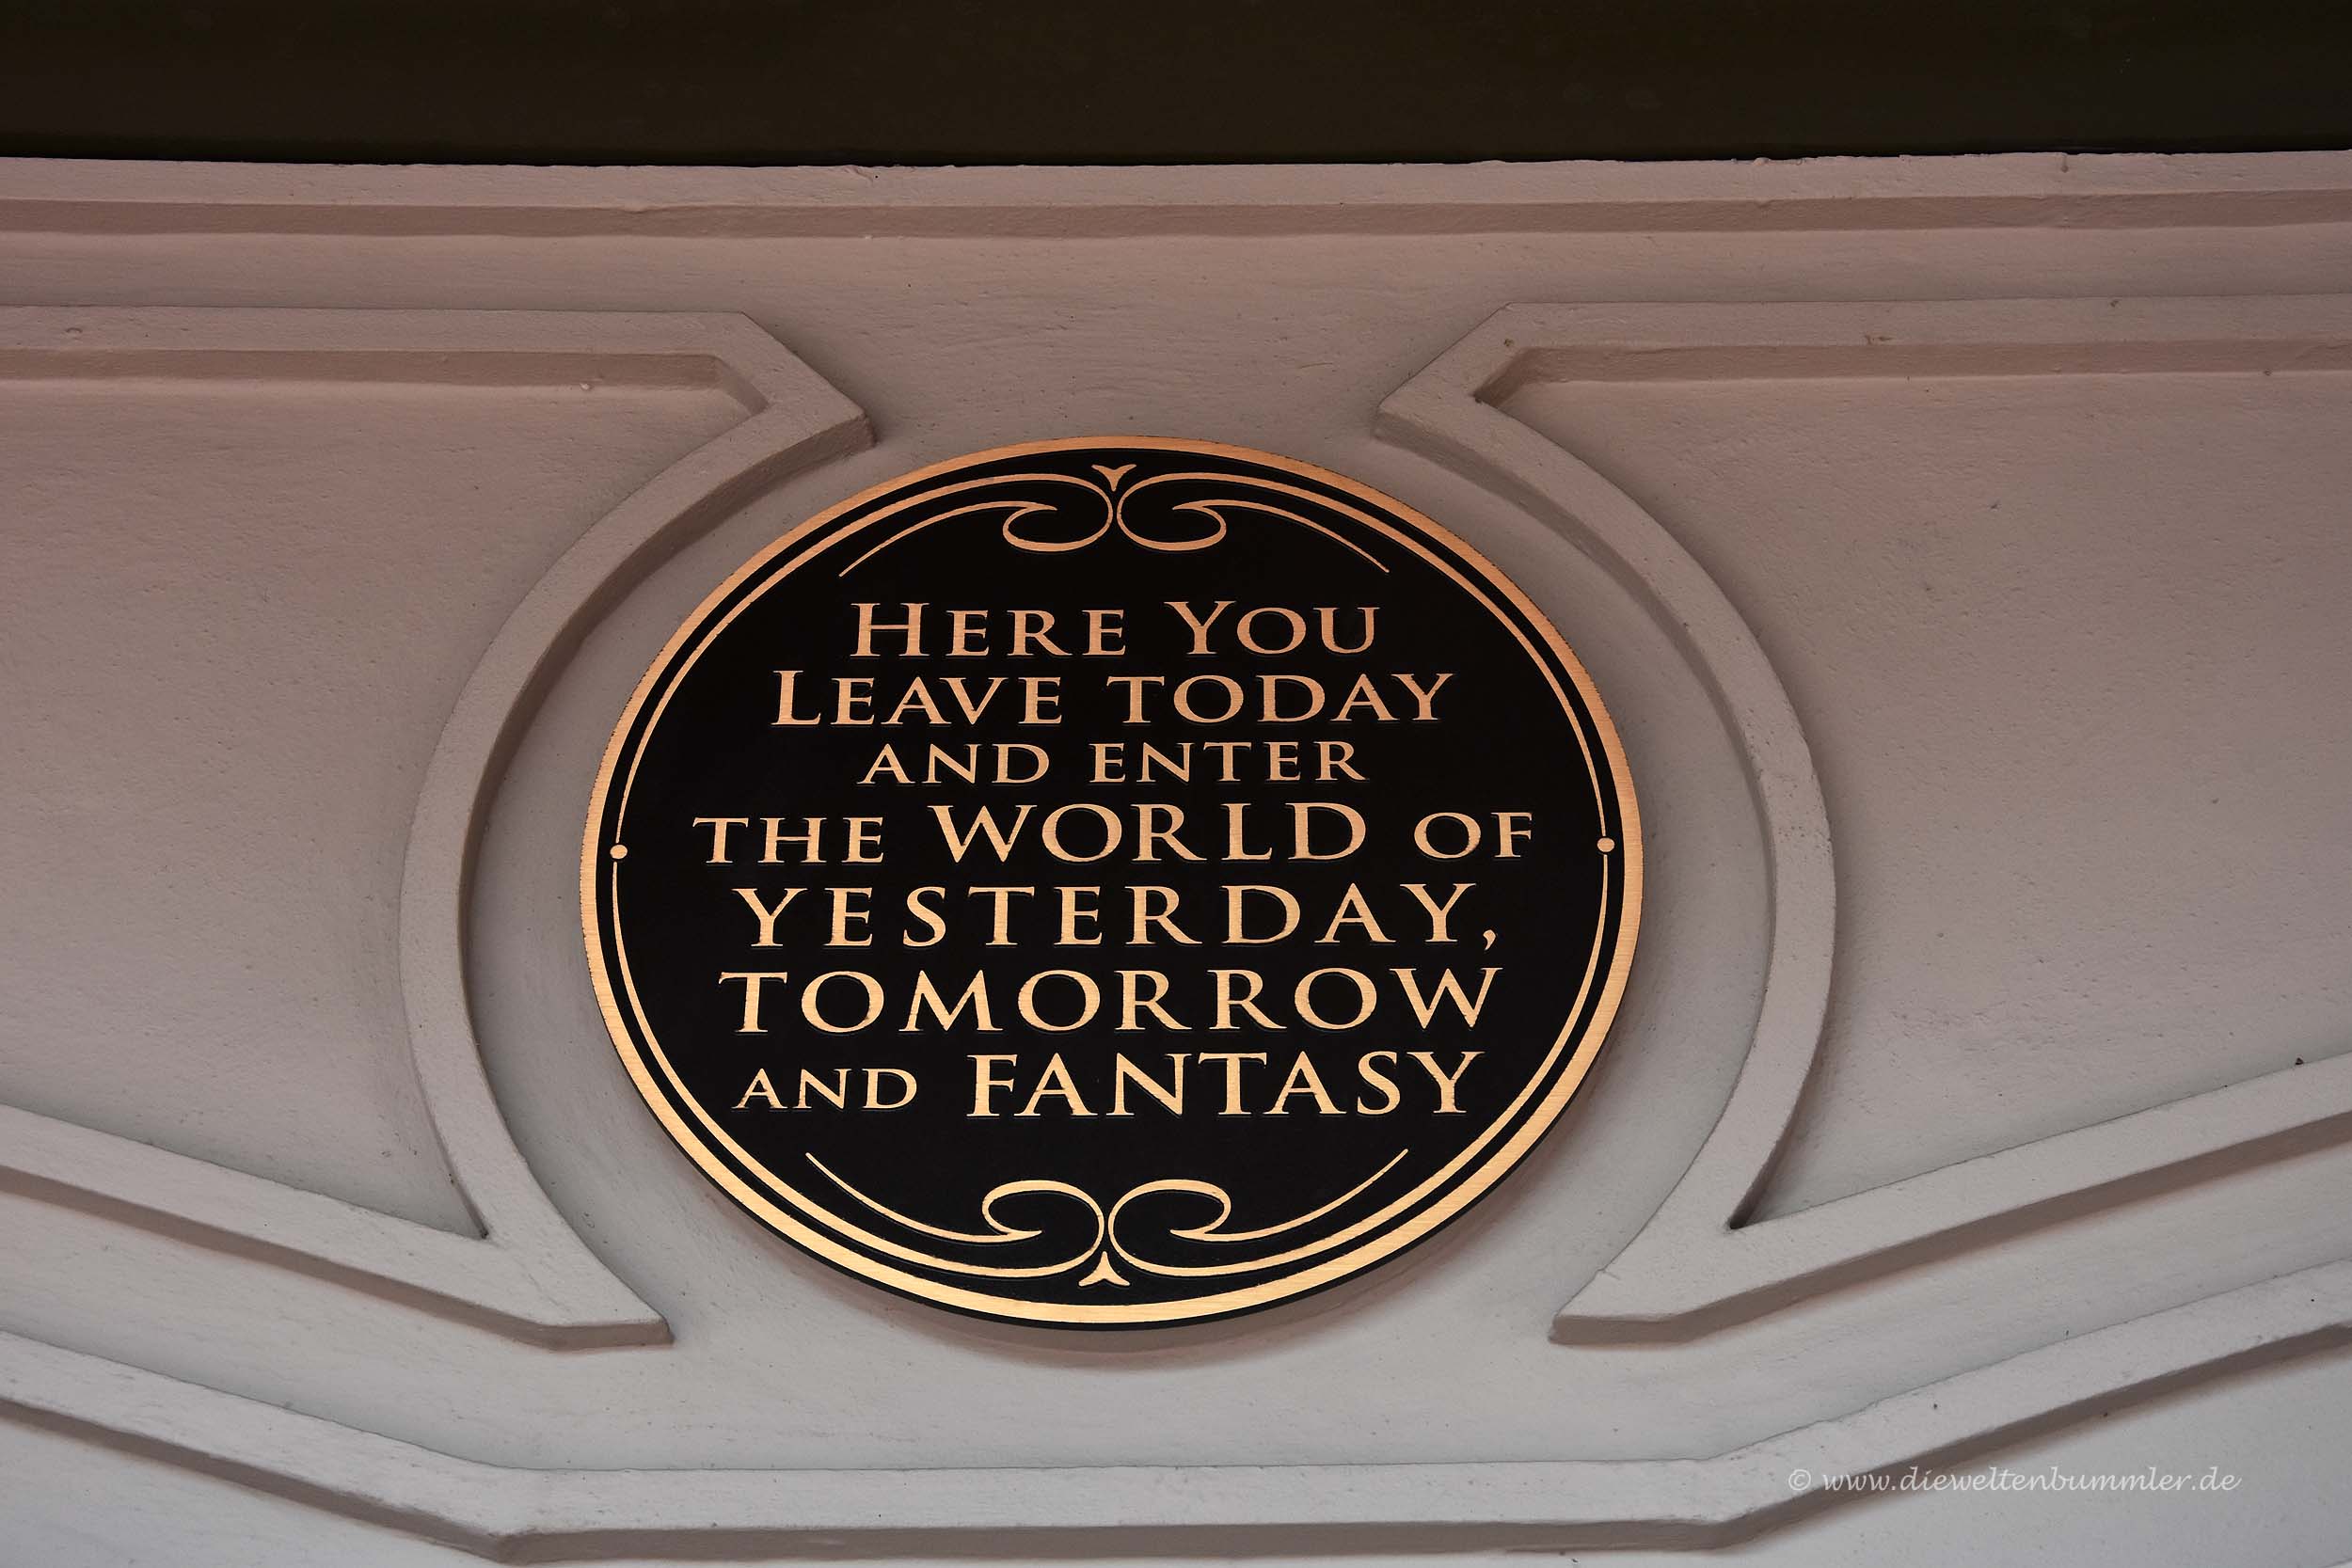 HERE YOU
LEAVE TODAY
AND ENTER
THE WORLD OF
YESTERDAY,
TOMORROW
AND FANTASY
© www.dieweltenbummler.de